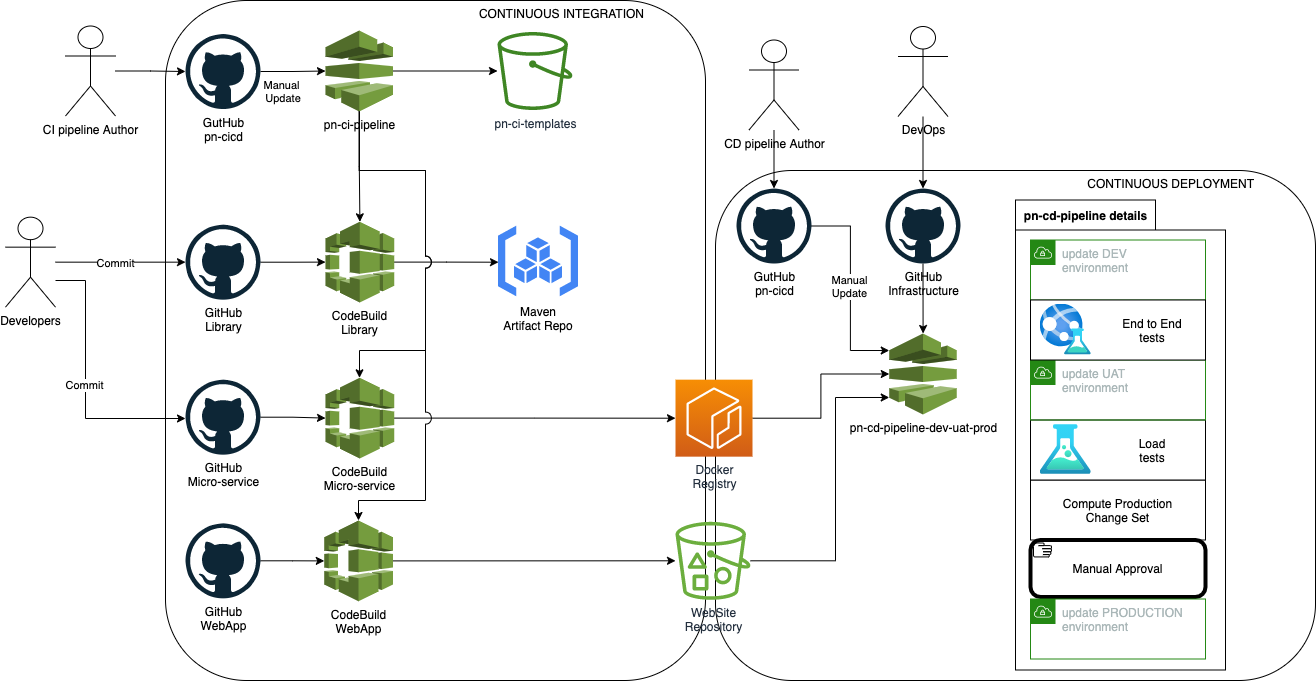 CONTINUOUS INTEGRATION
CI pipeline Author
GutHub
pn-cicd
Manual
Update
pn-ci-pipeline
pn-ci-templates
Developers
Commit
Commit
GitHub
Library
CodeBuild
Library
Maven
Artifact Repo
GitHub
Micro-service
CodeBuild
Micro-service
Docker
Registry
GitHub
WebApp
CodeBuild
WebApp
WebSite
Repository
CD pipeline Author
DevOps
CONTINUOUS DEPLOYMENT
GutHub
pn-cicd
Manual
Update
GitHub
Infrastructure
pn-cd-pipeline-dev-uat-prod
pn-cd-pipeline details
update DEV
environment
End to End
tests
update UAT
environment
Load
tests
Compute Production
Change Set
Manual Approval
update PRODUCTION
environment